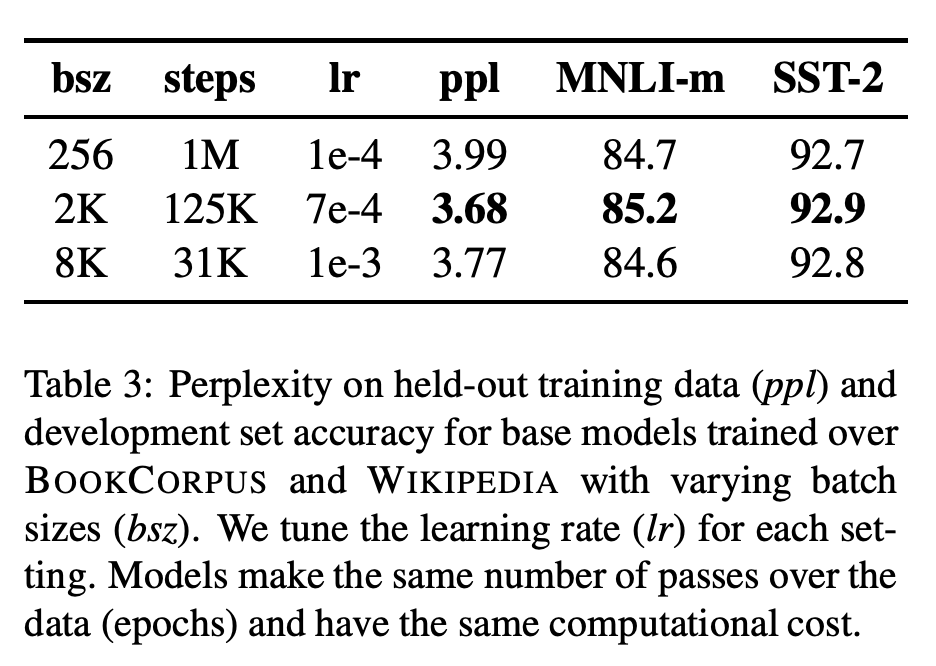 bsz steps lr ppl MNLI-m SST-2
256 1M 1e-4 3.99 84.7 92.7
2K 125K 7e-4 3.68 85.2 92.9
8K 31K 1e-3 3.77 84.6 92.8
Table 3: Perplexity on held-out training data (ppl) and
development set accuracy for base models trained over
BOOKCORPUS and WIKIPEDIA with varying batch
sizes (bsz). We tune the learning rate (lr) for each set-
ting. Models make the same number of passes over the
data (epochs) and have the same computational cost.